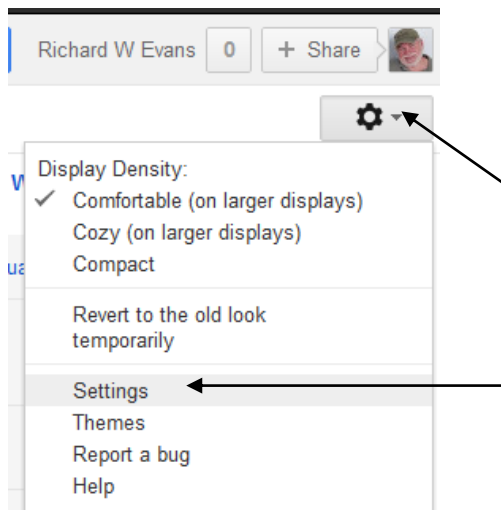 Richard W Evans 0 + Share
Display Density:
W
✓ Comfortable (on larger displays)
Cozy (on larger displays)
ua
Compact
Revert to the old look
temporarily
Settings
Themes
Report a bug
Help